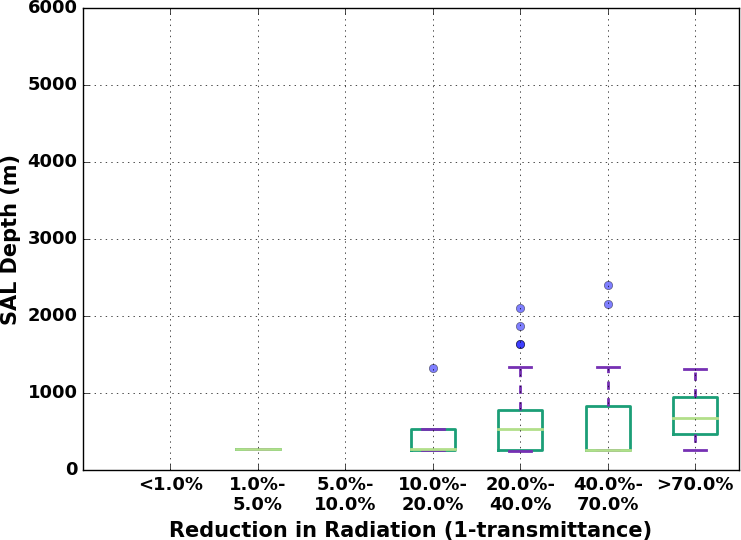 6000
5000
4000
3000
2000
1000
0
SAL Depth (m)
<1.0% 1.0%- 5.0%- 10.0%- 20.0%- 40.0%- >70.0%
5.0% 10.0% 20.0% 40.0% 70.0%
Reduction in Radiation (1-transmittance)